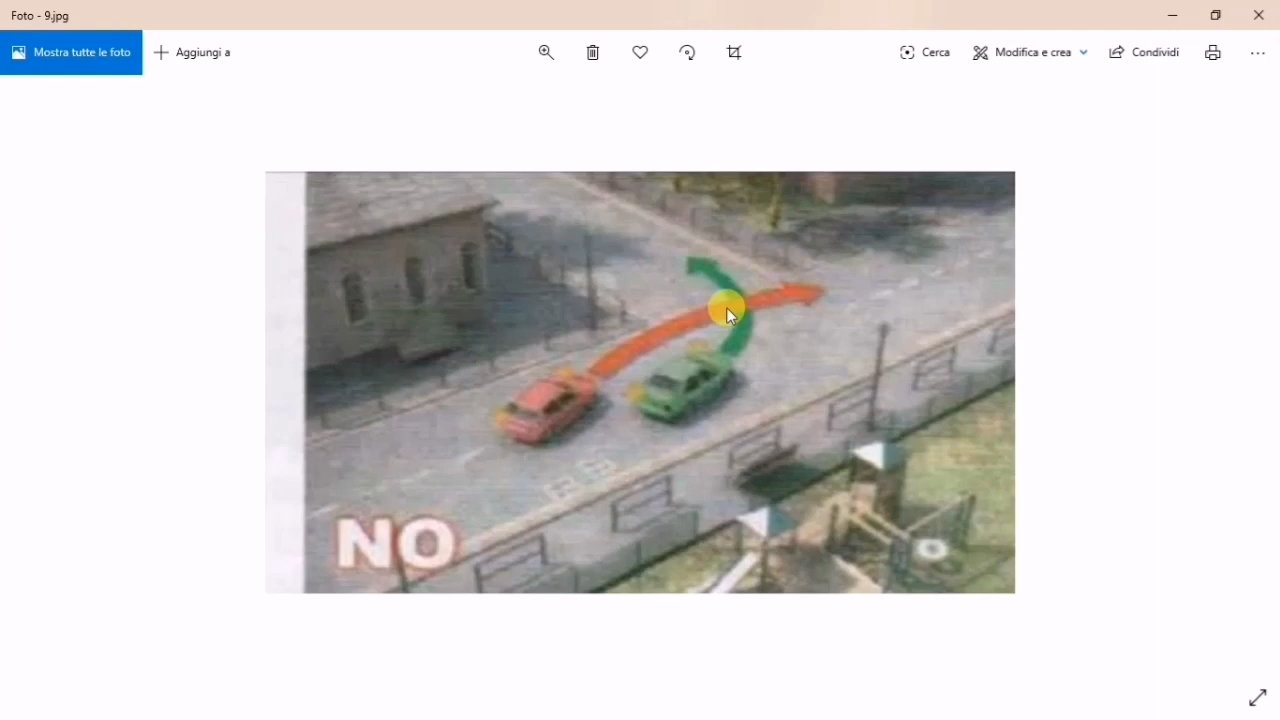 Foto - 9.jpg
Mostra tutte le foto
Aggiungi a
Cerca
Modifica e crea
Condividi
NO